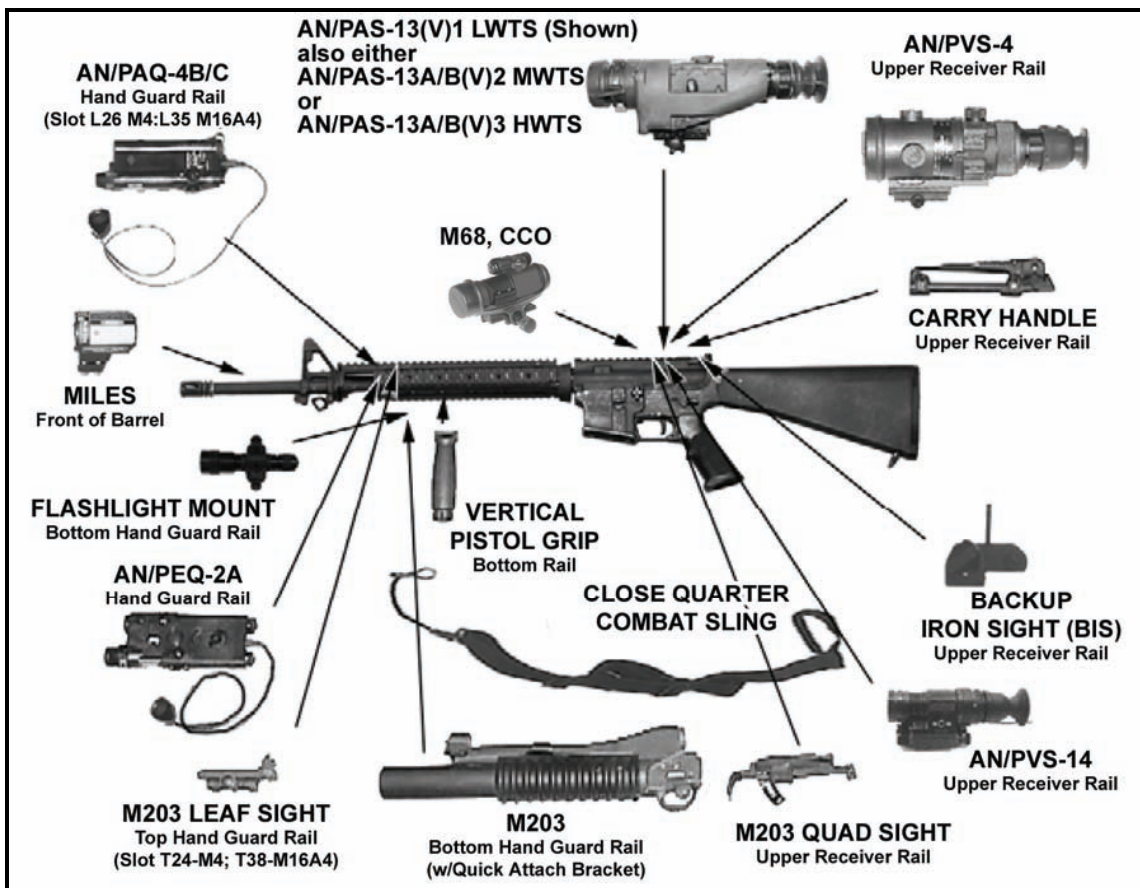 AN/PAS-13(V)1 LWTS (Shown)
also either
AN/PAS-13A/B(V)2 MWTS
or
AN/PAS-13A/B(V)3 HWTS
AN/PVS-4
Upper Receiver Rail
AN/PAQ-4B/C
Hand Guard Rail
(Slot L26 M4:L35 M16A4)
M68, CCO
CARRY HANDLE
Upper Receiver Rail
MILES
Front of Barrel
FLASHLIGHT MOUNT
Bottom Hand Guard Rail
VERTICAL
PISTOL GRIP
Bottom Rail
AN/PEQ-2A
Hand Guard Rail
CLOSE QUARTER
COMBAT SLING
BACKUP
IRON SIGHT (BIS)
Upper Receiver Rail
AN/PVS-14
Upper Receiver Rail
M203 LEAF SIGHT
Top Hand Guard Rail
(Slot T24-M4; T38-M16A4)
M203
Bottom Hand Guard Rail
(w/Quick Attach Bracket)
M203 QUAD SIGHT
Upper Receiver Rail